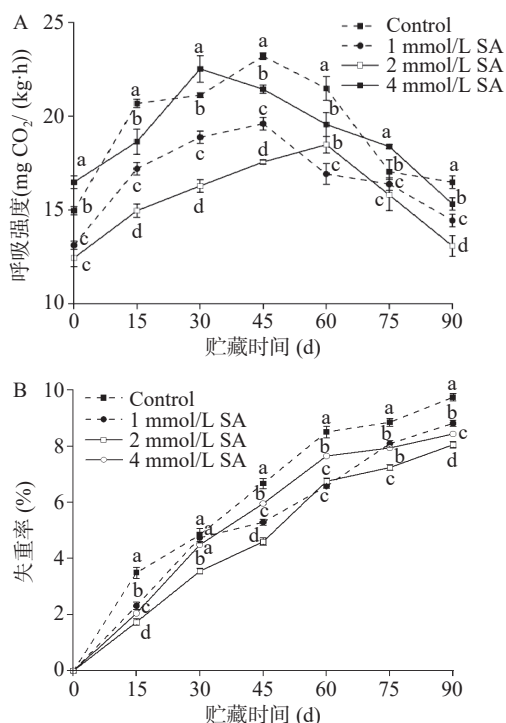 A
Control
1 mmol/L SA
2 mmol/L SA
4 mmol/L SA
呼吸强度(mg CO₂/ (kg·h)
25
20
15
10
a a a a a a a
b b b b b b b
c c c c c c c
c d d d c d
0 15 30 45 60 75 90
贮藏时间 (d)
B
Control
1 mmol/L SA
2 mmol/L SA
4 mmol/L SA
失重率 (%)
10
8
6
4
2
0
a a a a a a
b a b b b b
c a c c b c
d b d c c d
0 15 30 45 60 75 90
贮藏时间 (d)